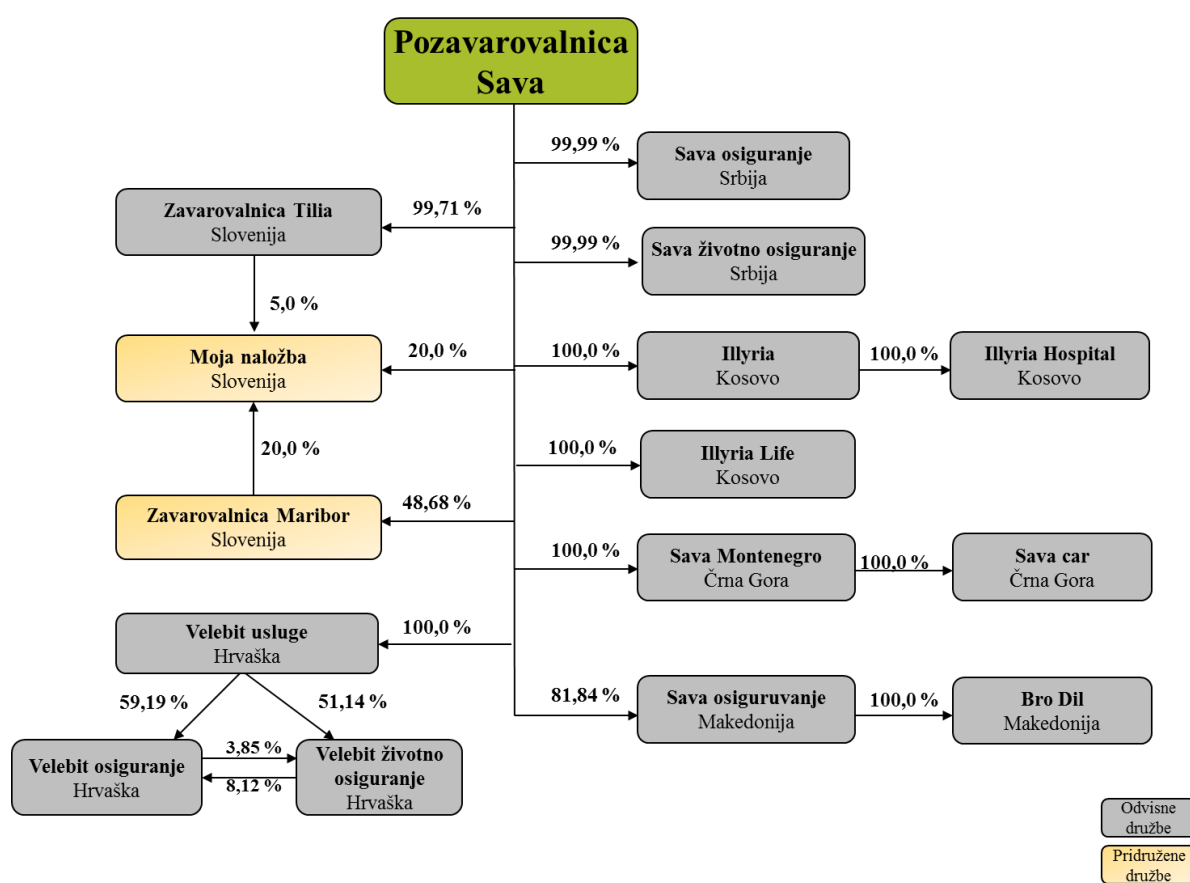 Pozavarovalnica
Sava
99,99 %
Sava osiguranje
Srbija
Zavarovalnica Tilia
Slovenija
99,71 %
99,99 %
Sava životno osiguranje
Srbija
5,0 %
Moja naložba
Slovenija
20,0 %
100,0 %
Illyria
Kosovo
100,0 %
Illyria Hospital
Kosovo
20,0 %
100,0 %
Illyria Life
Kosovo
Zavarovalnica Maribor
Slovenija
48,68 %
100,0 %
Sava Montenegro
Črna Gora
100,0 %
Sava car
Črna Gora
Velebit usluge
Hrvaška
100,0 %
59,19 %
51,14 %
81,84 %
Sava osiguruvanje
Makedonija
100,0 %
Bro Dil
Makedonija
Velebit osiguranje
Hrvaška
3,85 %
8,12 %
Velebit životno
osiguranje
Hrvaška
Odvisne
družbe
Pridružene
družbe